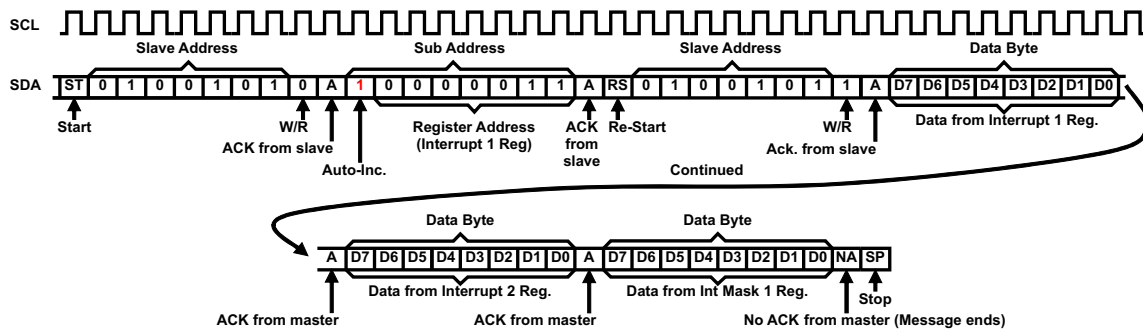 SCL
Slave Address Sub Address Slave Address Data Byte
SDA ST 0 1 0 0 1 0 1 0 A 1 0 0 0 0 0 1 1 A RS 0 1 0 0 1 0 1 1 A D7 D6 D5 D4 D3 D2 D1 D0
Start W/R Register Address ACK Re-Start W/R Data from Interrupt 1 Reg.
ACK from slave (Interrupt 1 Reg) from Ack. from slave
slave
Auto-Inc. Continued
Data Byte Data Byte
A D7 D6 D5 D4 D3 D2 D1 D0 A D7 D6 D5 D4 D3 D2 D1 D0 NA SP
Data from Interrupt 2 Reg. Data from Int Mask 1 Reg. Stop
ACK from master ACK from master No ACK from master (Message ends)